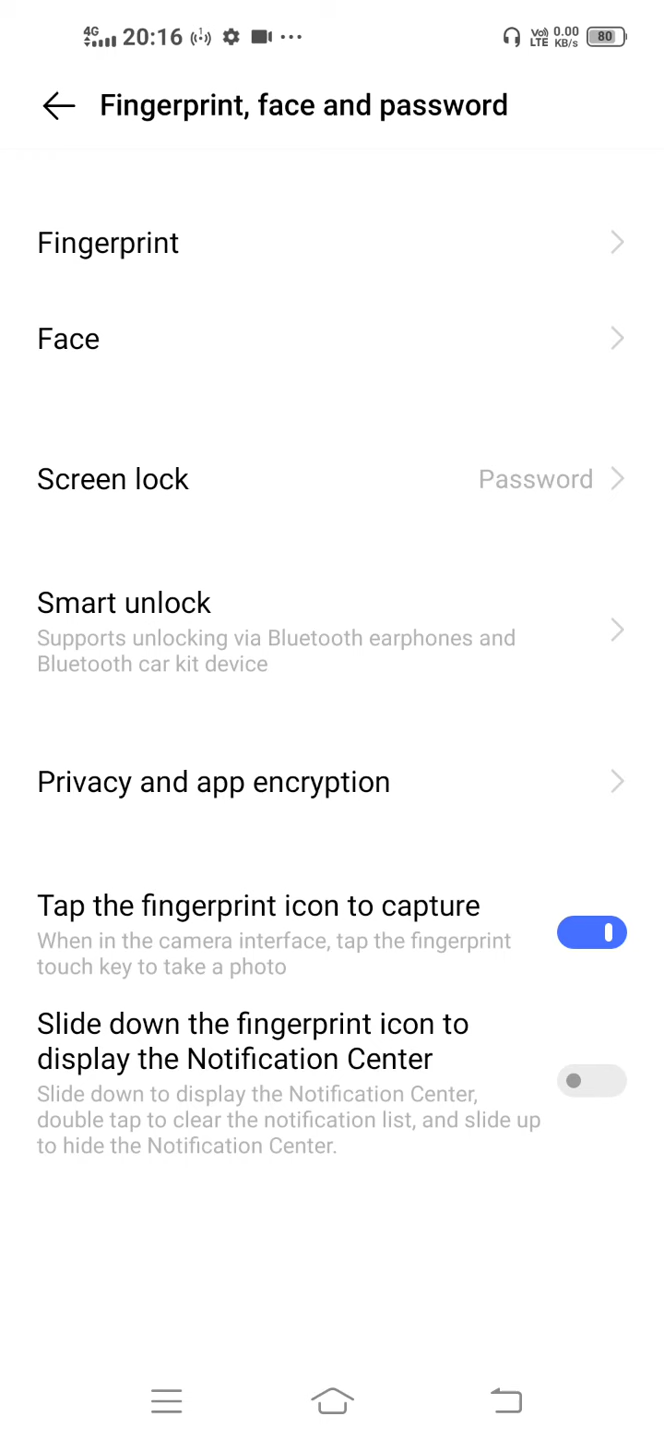 4G 20:16 VoD LTE 0.00 KB/s 80
Fingerprint, face and password
Fingerprint
Face
Screen lock Password
Smart unlock
Supports unlocking via Bluetooth earphones and
Bluetooth car kit device
Privacy and app encryption
Tap the fingerprint icon to capture
When in the camera interface, tap the fingerprint
touch key to take a photo
Slide down the fingerprint icon to
display the Notification Center
Slide down to display the Notification Center,
double tap to clear the notification list, and slide up
to hide the Notification Center.